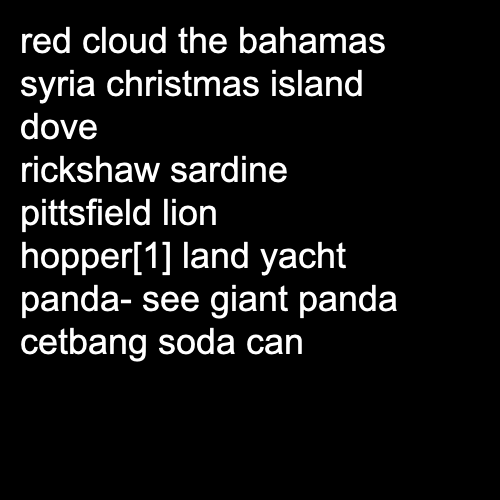 red cloud the bahamas
syria christmas island
dove
rickshaw sardine
pittsfield lion
hopper[1] land yacht
panda- see giant panda
cetbang soda can